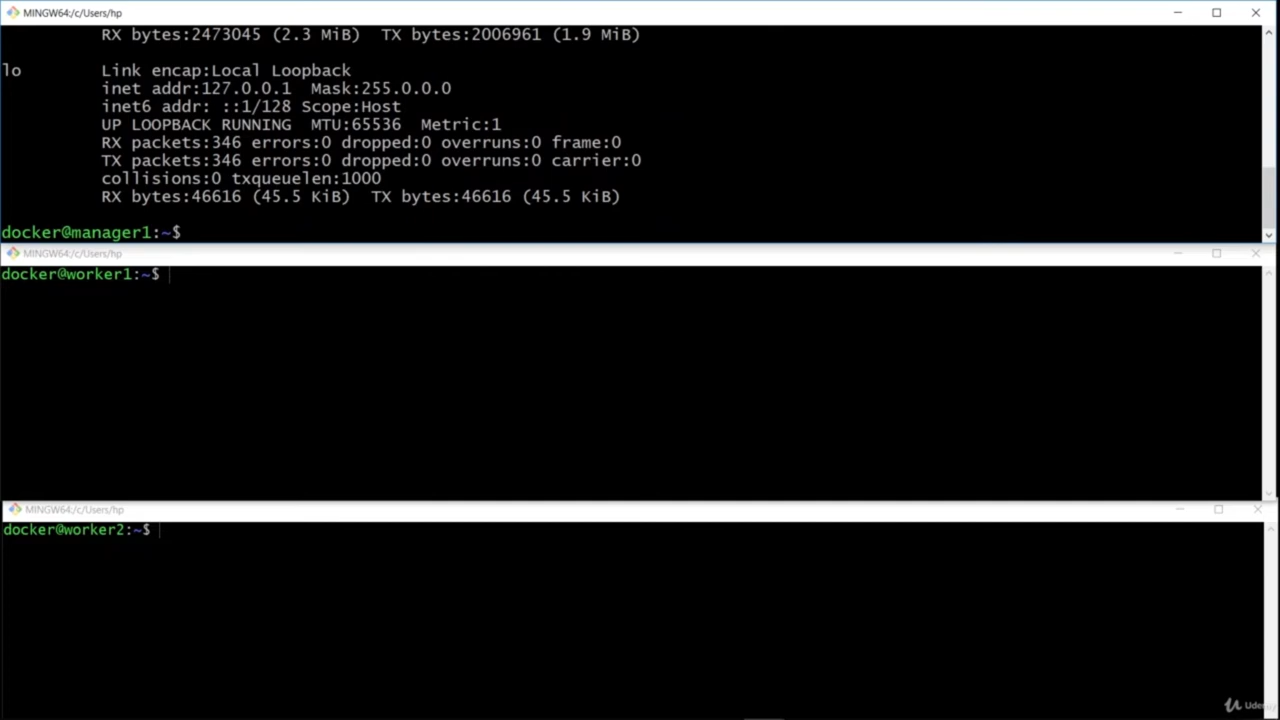 MINGW64:/c/Users/hp
RX bytes:2473045 (2.3 MiB)  TX bytes:2006961 (1.9 MiB)
lo        Link encap:Local Loopback
inet addr:127.0.0.1  Mask:255.0.0.0
inet6 addr: ::1/128 Scope:Host
UP LOOPBACK RUNNING  MTU:65536  Metric:1
RX packets:346 errors:0 dropped:0 overruns:0 frame:0
TX packets:346 errors:0 dropped:0 overruns:0 carrier:0
collisions:0 txqueuelen:1000
RX bytes:46616 (45.5 KiB)  TX bytes:46616 (45.5 KiB)
docker@manager1:~$
MINGW64:/c/Users/hp
docker@worker1:~$
MINGW64:/c/Users/hp
docker@worker2:~$